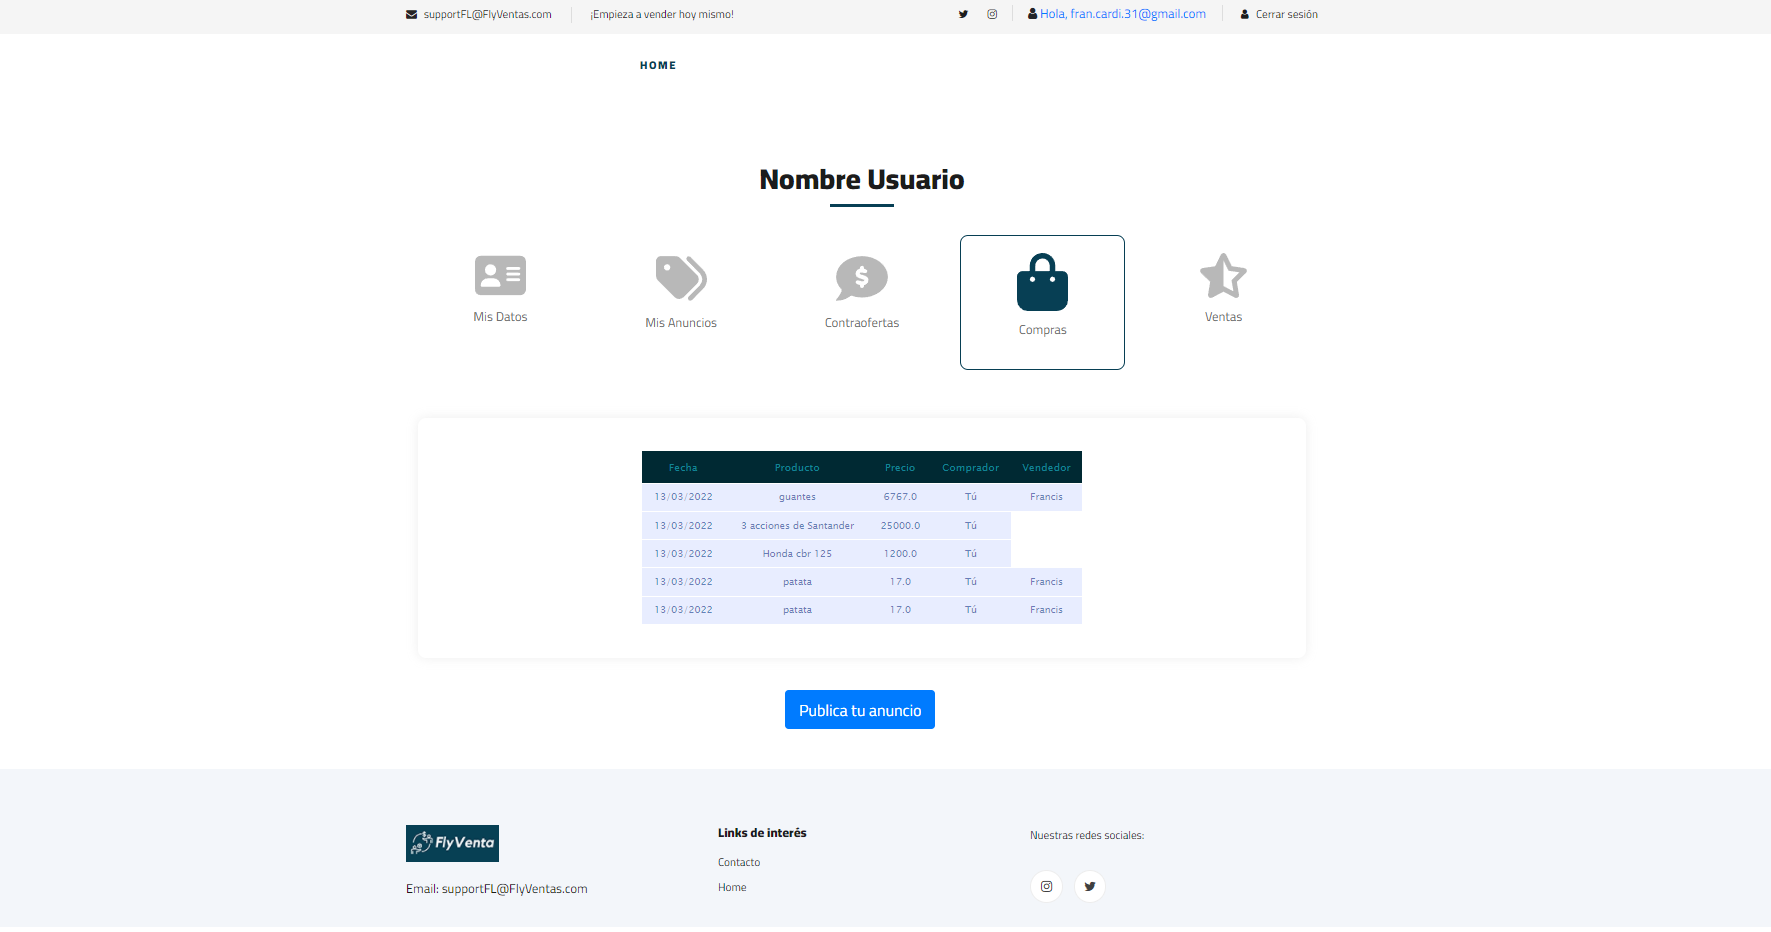 supportFL@FlyVentas.com ¡Empieza a vender hoy mismo! Hola, fran.cardi.31@gmail.com Cerrar sesión
HOME
Nombre Usuario
Mis Datos Mis Anuncios Contraofertas Compras Ventas
Fecha Producto Precio Comprador Vendedor
13/03/2022 guantes 6767.0 Tú Francis
13/03/2022 3 acciones de Santander 25000.0 Tú
13/03/2022 Honda cbr 125 1200.0 Tú
13/03/2022 patata 17.0 Tú Francis
13/03/2022 patata 17.0 Tú Francis
Publica tu anuncio
FlyVenta
Email: supportFL@FlyVentas.com
Links de interés
Contacto
Home
Nuestras redes sociales: